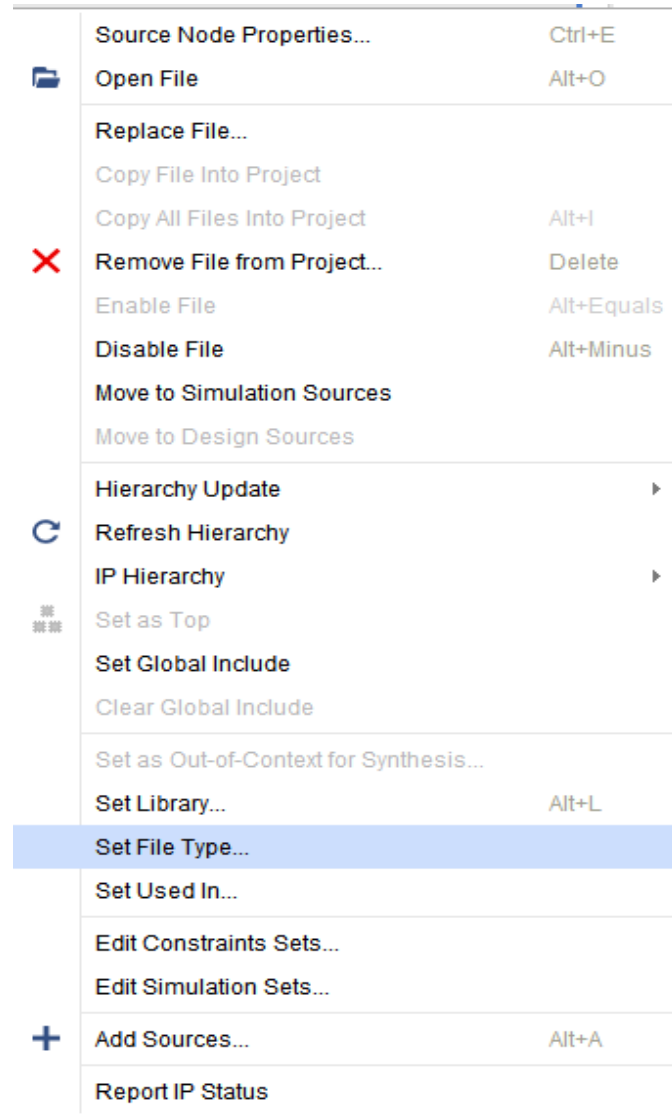 Source Node Properties... Ctrl+E
Open File Alt+O
Replace File...
Copy File Into Project
Copy All Files Into Project Alt+I
Remove File from Project... Delete
Enable File Alt+Equals
Disable File Alt+Minus
Move to Simulation Sources
Move to Design Sources
Hierarchy Update
Refresh Hierarchy
IP Hierarchy
Set as Top
Set Global Include
Clear Global Include
Set as Out-of-Context for Synthesis...
Set Library... Alt+L
Set File Type...
Set Used In...
Edit Constraints Sets...
Edit Simulation Sets...
Add Sources... Alt+A
Report IP Status